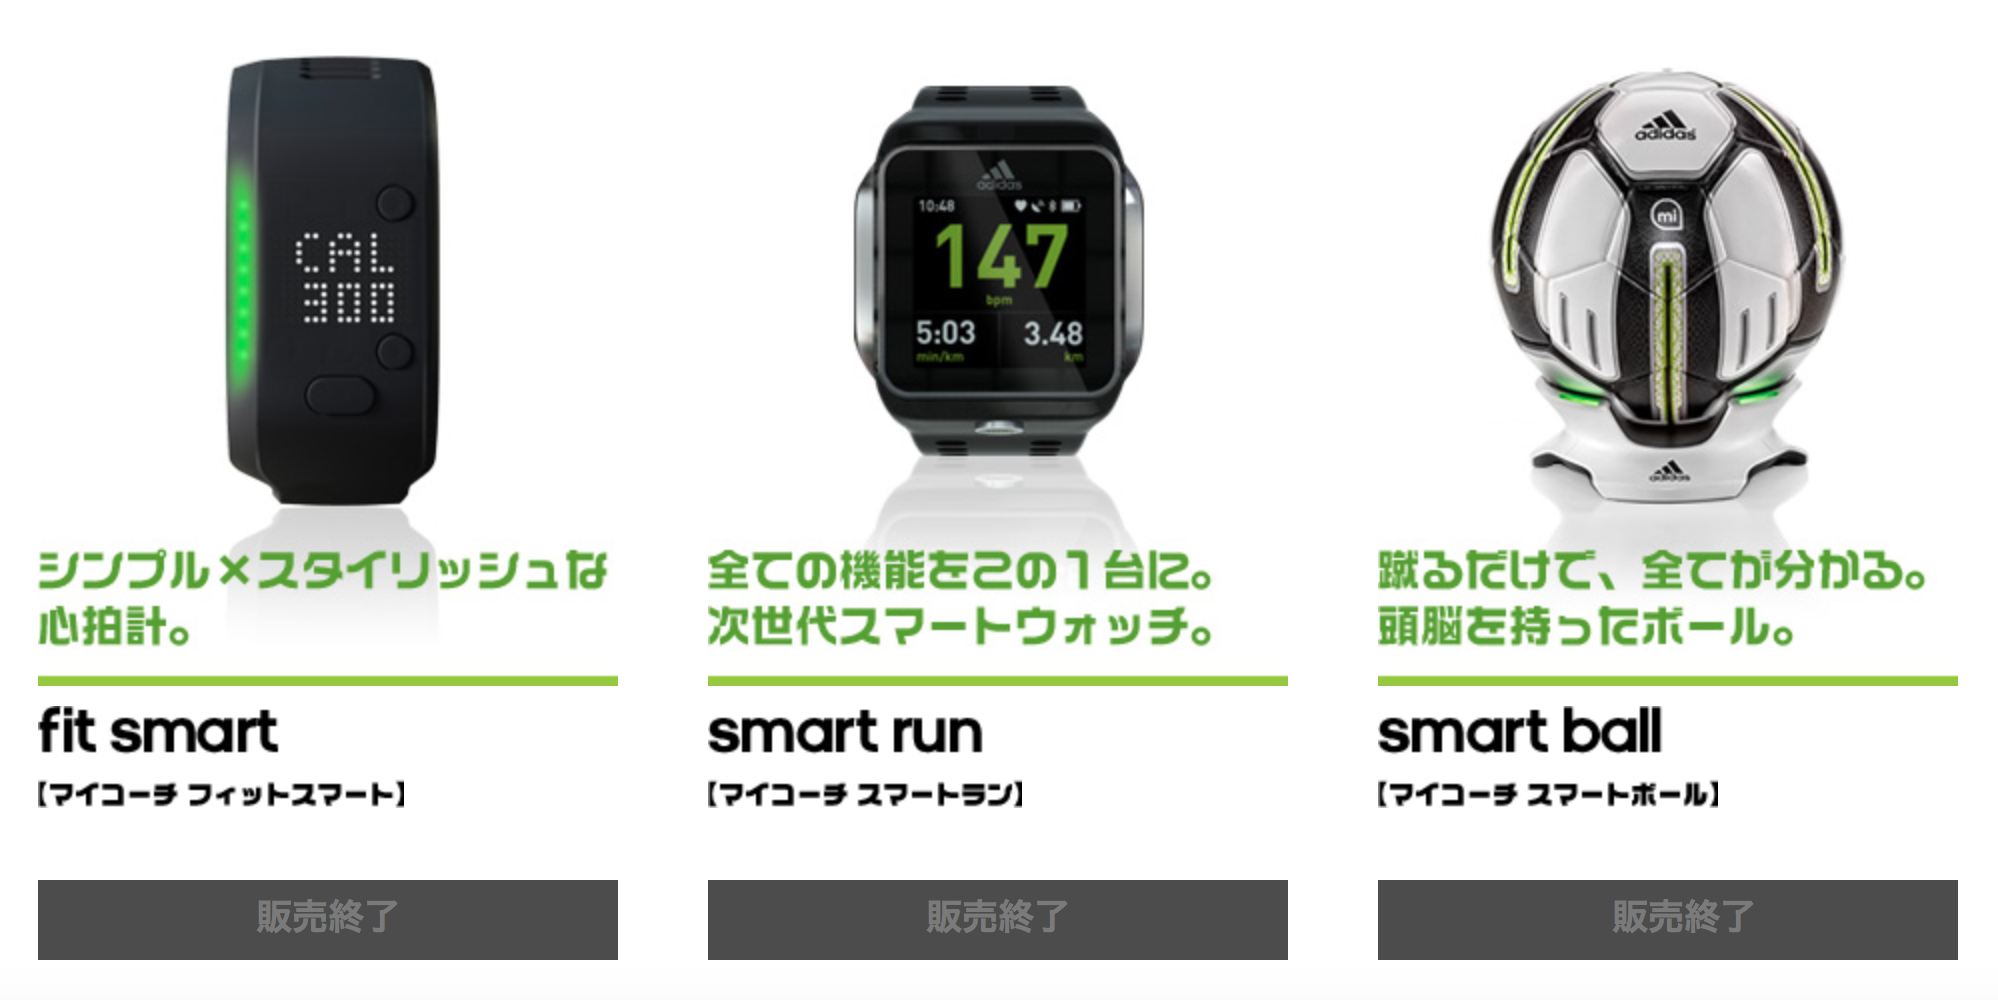 CAL
300
adidas
10:48
147
bpm
5:03
3.48
min/km
km
adidas
mi
adidas
シンプル×スタイリッシュな
心拍計。
fit smart
【マイコーチ フィットスマート】
販売終了
全ての機能をこの1台に。
次世代スマートウォッチ。
smart run
【マイコーチ スマートラン】
販売終了
蹴るだけで、全てが分かる。
頭脳を持ったボール。
smart ball
【マイコーチ スマートボール】
販売終了